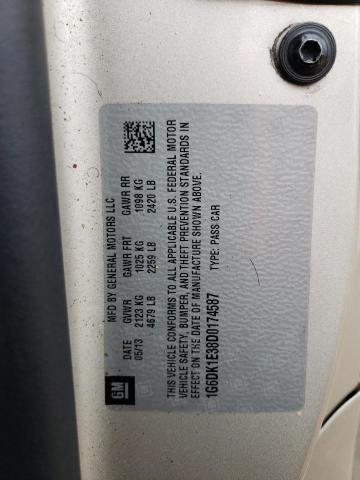 MFD BY GENERAL MOTORS LLC
DATE GVWR GAWR FRT GAWR RR
05/13 2123 KG 1025 KG 1098 KG
4679 LB 2259 LB 2420 LB
THIS VEHICLE CONFORMS TO ALL APPLICABLE U.S. FEDERAL MOTOR
VEHICLE SAFETY, BUMPER, AND THEFT PREVENTION STANDARDS IN
EFFECT ON THE DATE OF MANUFACTURE SHOWN ABOVE.
1G6DK1E38D0174587 TYPE: PASS CAR
GM